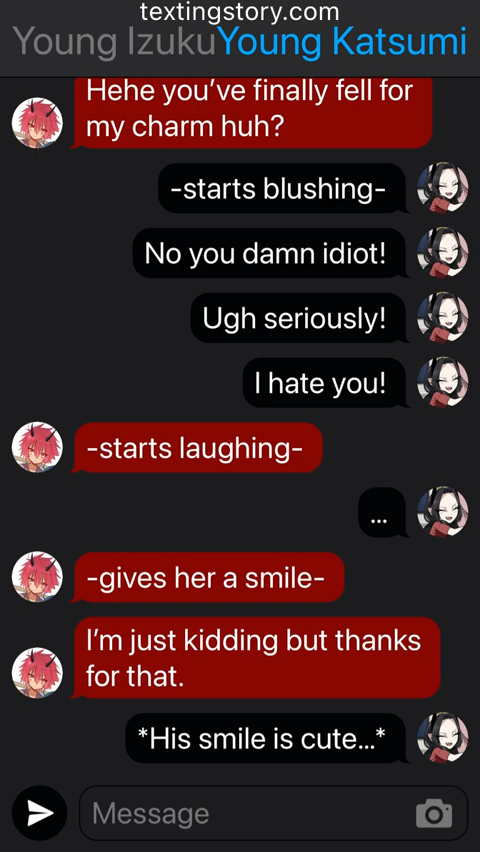 textingstory.com
Young Izuku Young Katsumi
Hehe you’ve finally fell for
my charm huh?
-starts blushing-
No you damn idiot!
Ugh seriously!
I hate you!
-starts laughing-
...
-gives her a smile-
I’m just kidding but thanks
for that.
*His smile is cute...*
Message